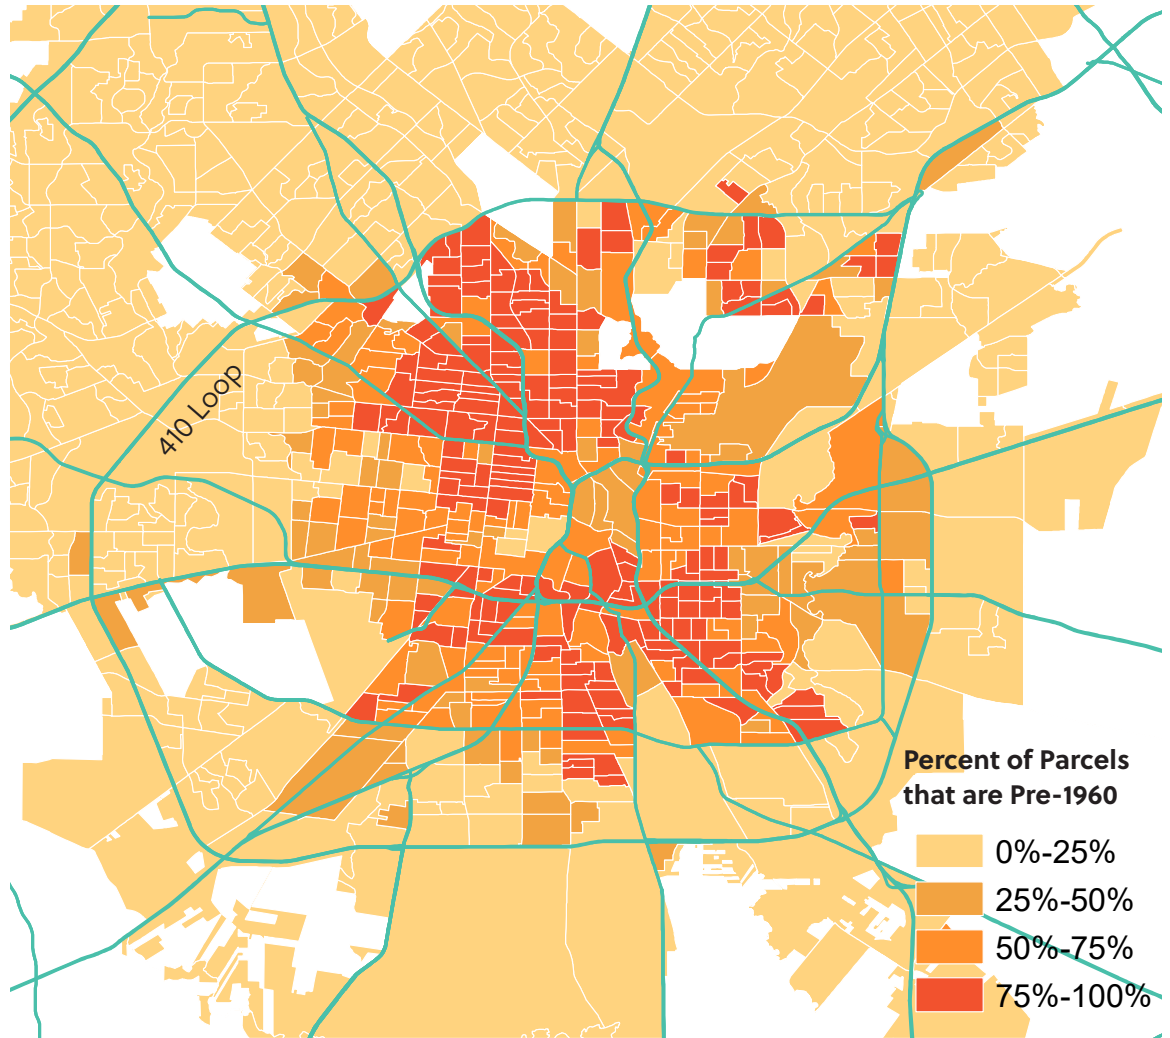 410 Loop
Percent of Parcels
that are Pre-1960
0%-25%
25%-50%
50%-75%
75%-100%